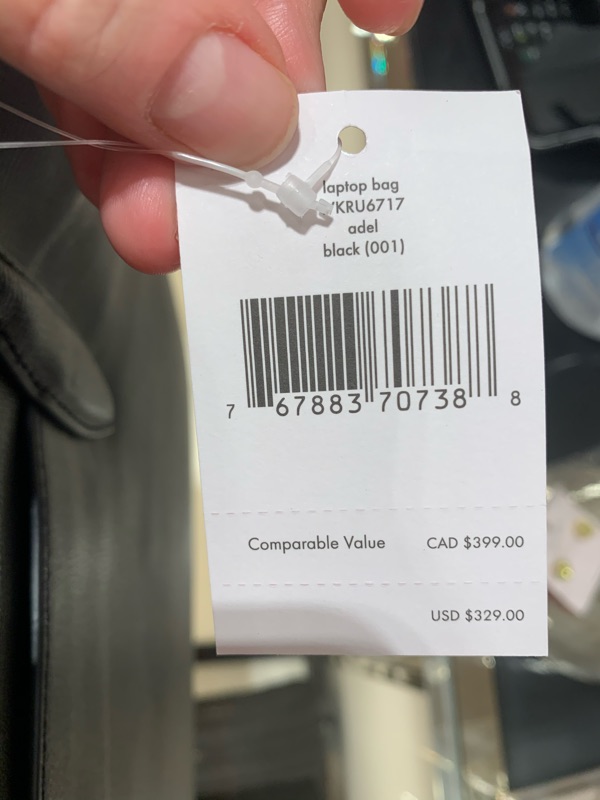 laptop bag
KRU6717
adel
black (001)
7 67883 70738 8
Comparable Value CAD $399.00
USD $329.00